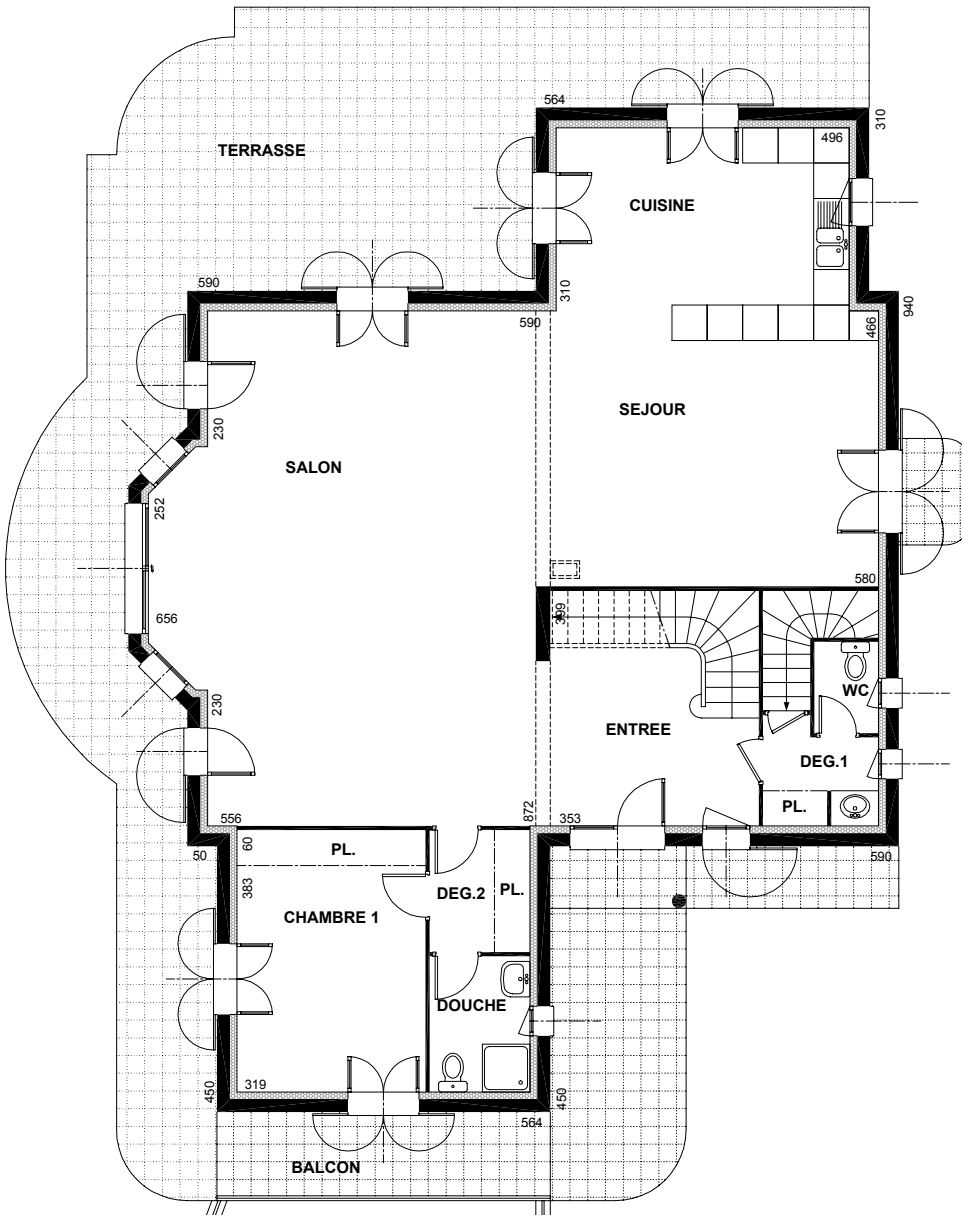 564
310
496
TERRASSE
CUISINE
590
310
590
466
940
SEJOUR
230
SALON
252
580
399
656
WC
230
ENTREE
DEG.1
PL.
556
872
353
50
60
PL.
590
383
DEG.2
PL.
CHAMBRE 1
DOUCHE
319
450
450
564
BALCON